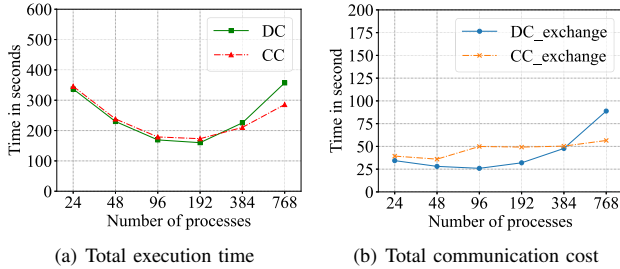 600
500
400
300
200
100
0
Time in seconds
DC
CC
24 48 96 192 384 768
Number of processes
(a) Total execution time
200
175
150
125
100
75
50
25
0
Time in second
DC_exchange
CC_exchange
24 48 96 192 384 768
Number of processes
(b) Total communication cost